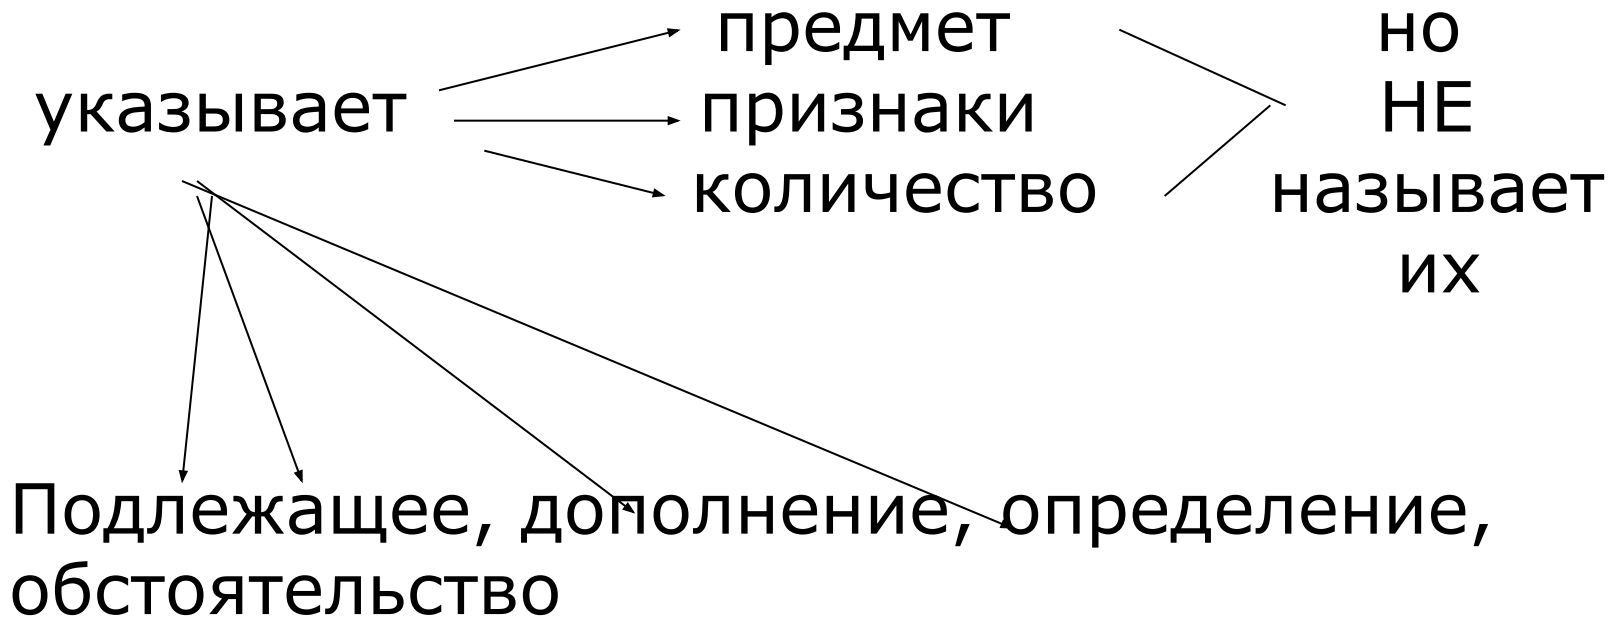 предмет но
указывает признаки НЕ
количество называет
их
Подлежащее, дополнение, определение,
обстоятельство